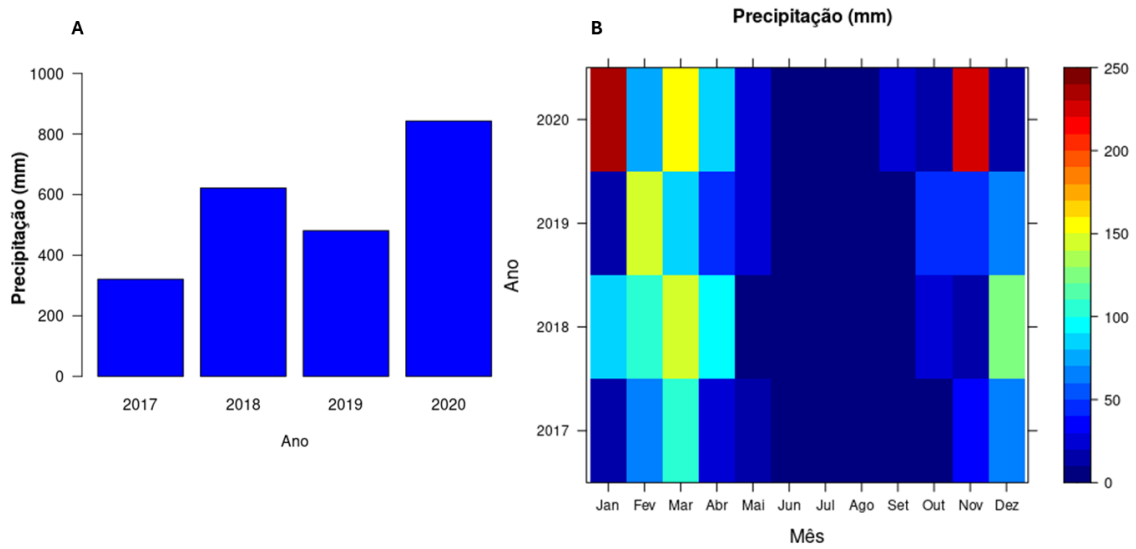 A
Precipitação (mm)
1000
800
600
400
200
0
2017 2018 2019 2020
Ano
B
Precipitação (mm)
Ano
2020
2019
2018
2017
Jan Fev Mar Abr Mai Jun Jul Ago Set Out Nov Dez
Mês
250
200
150
100
50
0